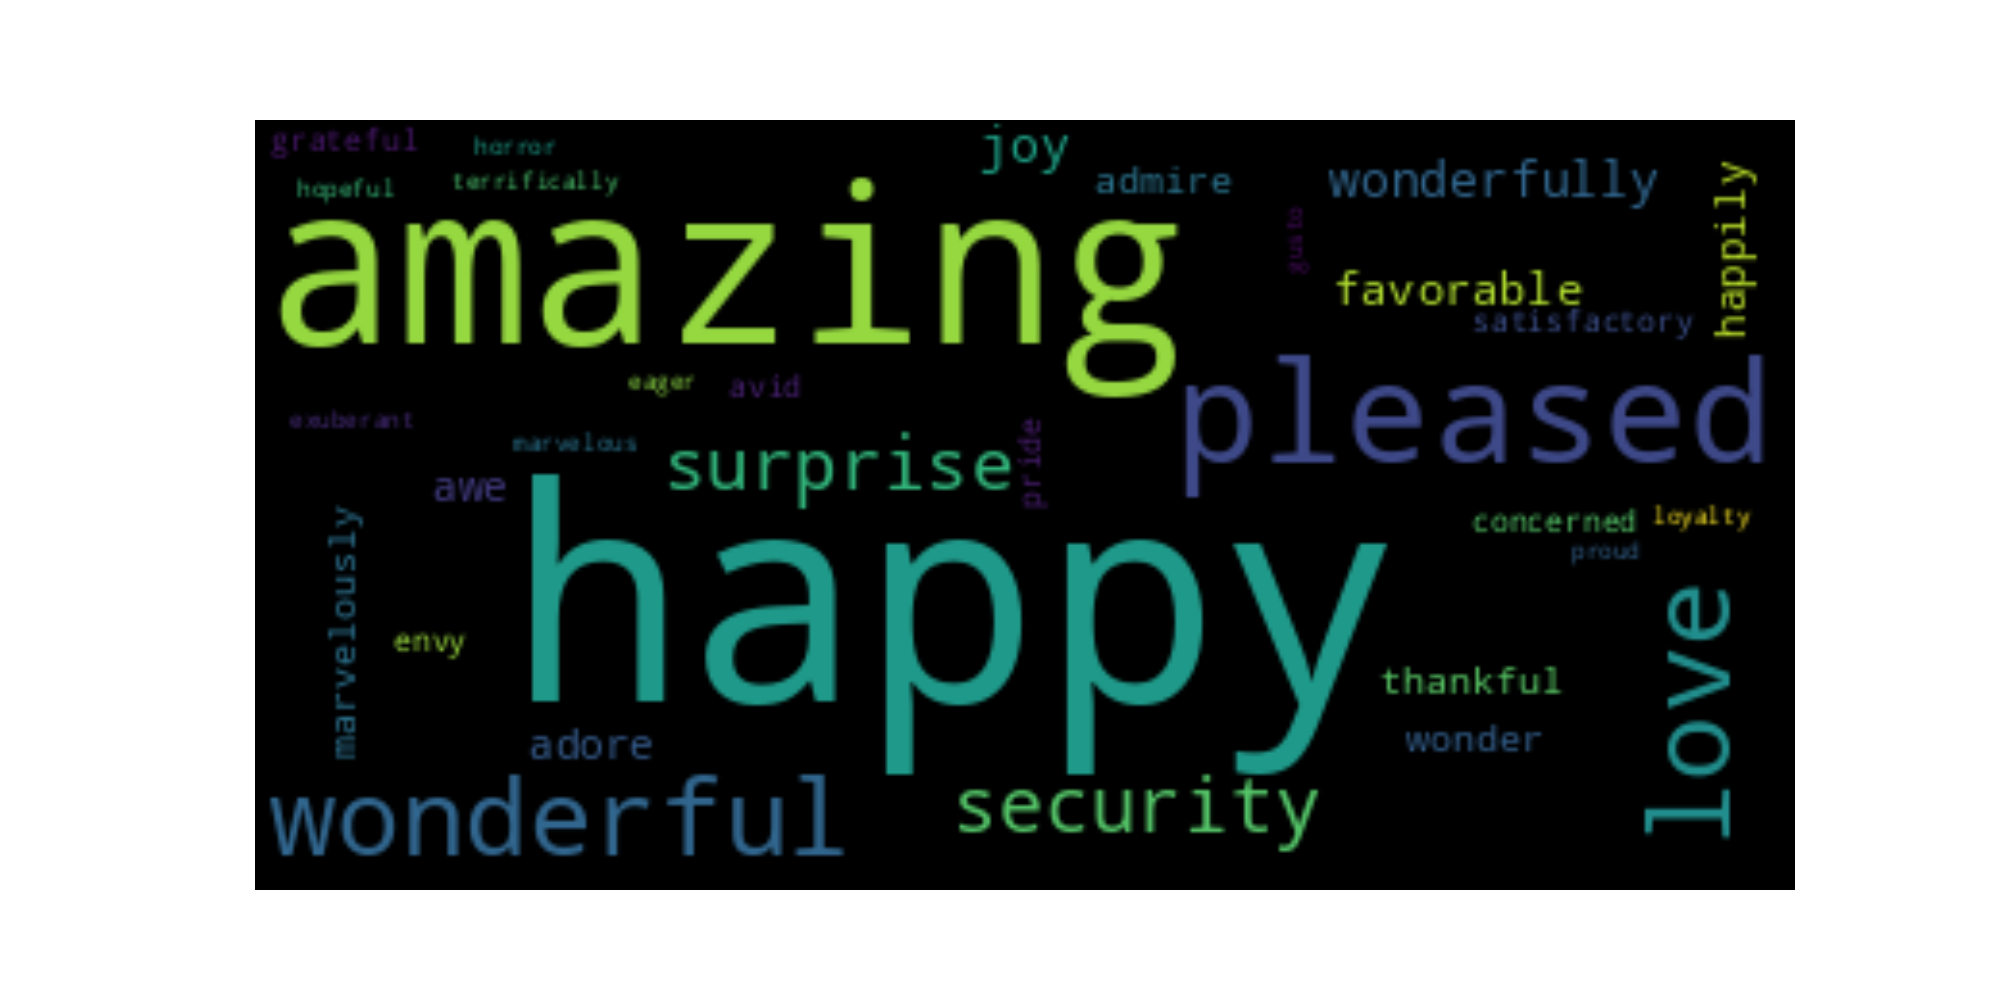 grateful
horror
joy
hopeful
terrifically
admire
wonderfully
happily
amazing
gusto
favorable
satisfactory
eager
avid
pleased
exuberant
marvelous
surprise
pride
awe
concerned
loyalty
proud
marvelously
happy
love
envy
thankful
adore
wonder
wonderful
security